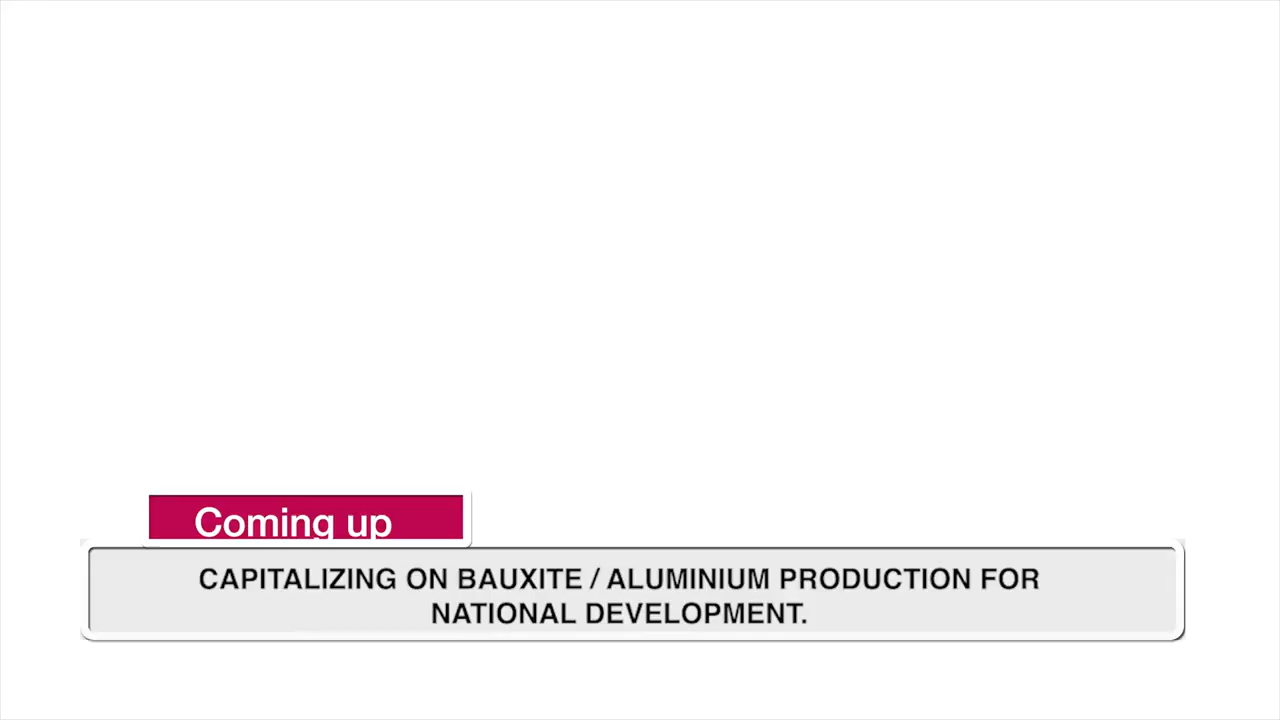 Coming up
CAPITALIZING ON BAUXITE / ALUMINIUM PRODUCTION FOR
NATIONAL DEVELOPMENT.